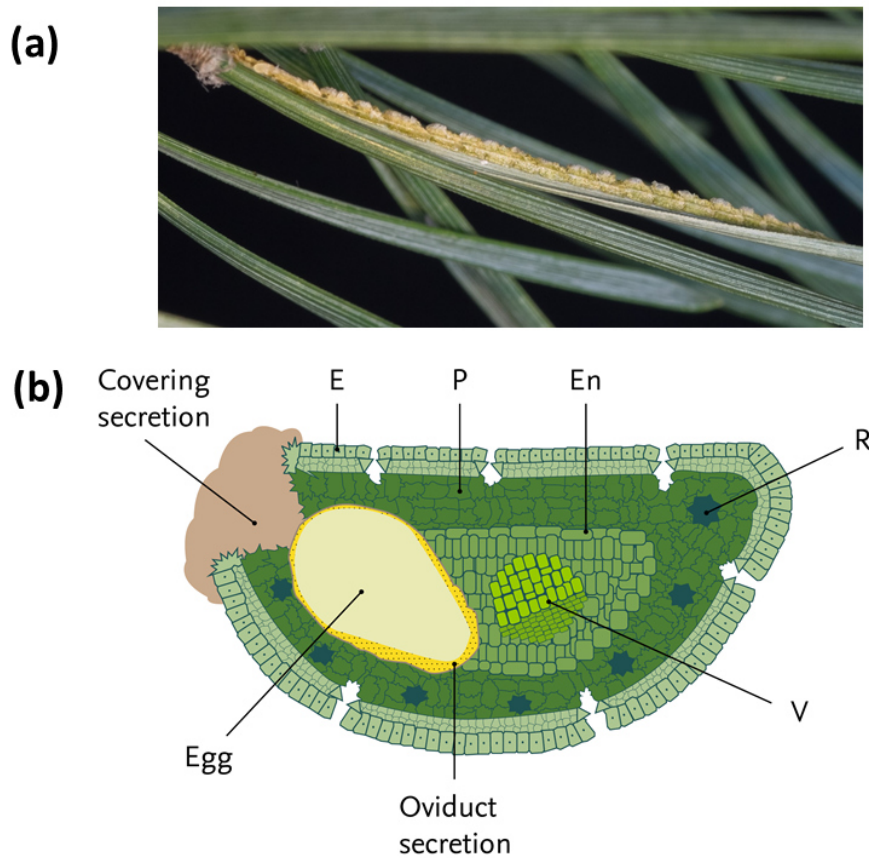 (a)
(b)
Covering
secretion
E
P
En
R
V
Egg
Oviduct
secretion